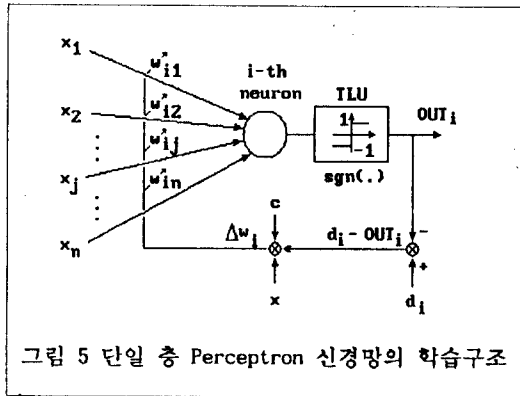 x1
w*i1
i-th
neuron
TLU
x2
w*i2
1
-1
OUTi
w*ij
sgn(.)
xj
w*in
c
xn
Δwi
di - OUTi
-
+
x
di
그림 5 단일 층 Perceptron 신경망의 학습구조